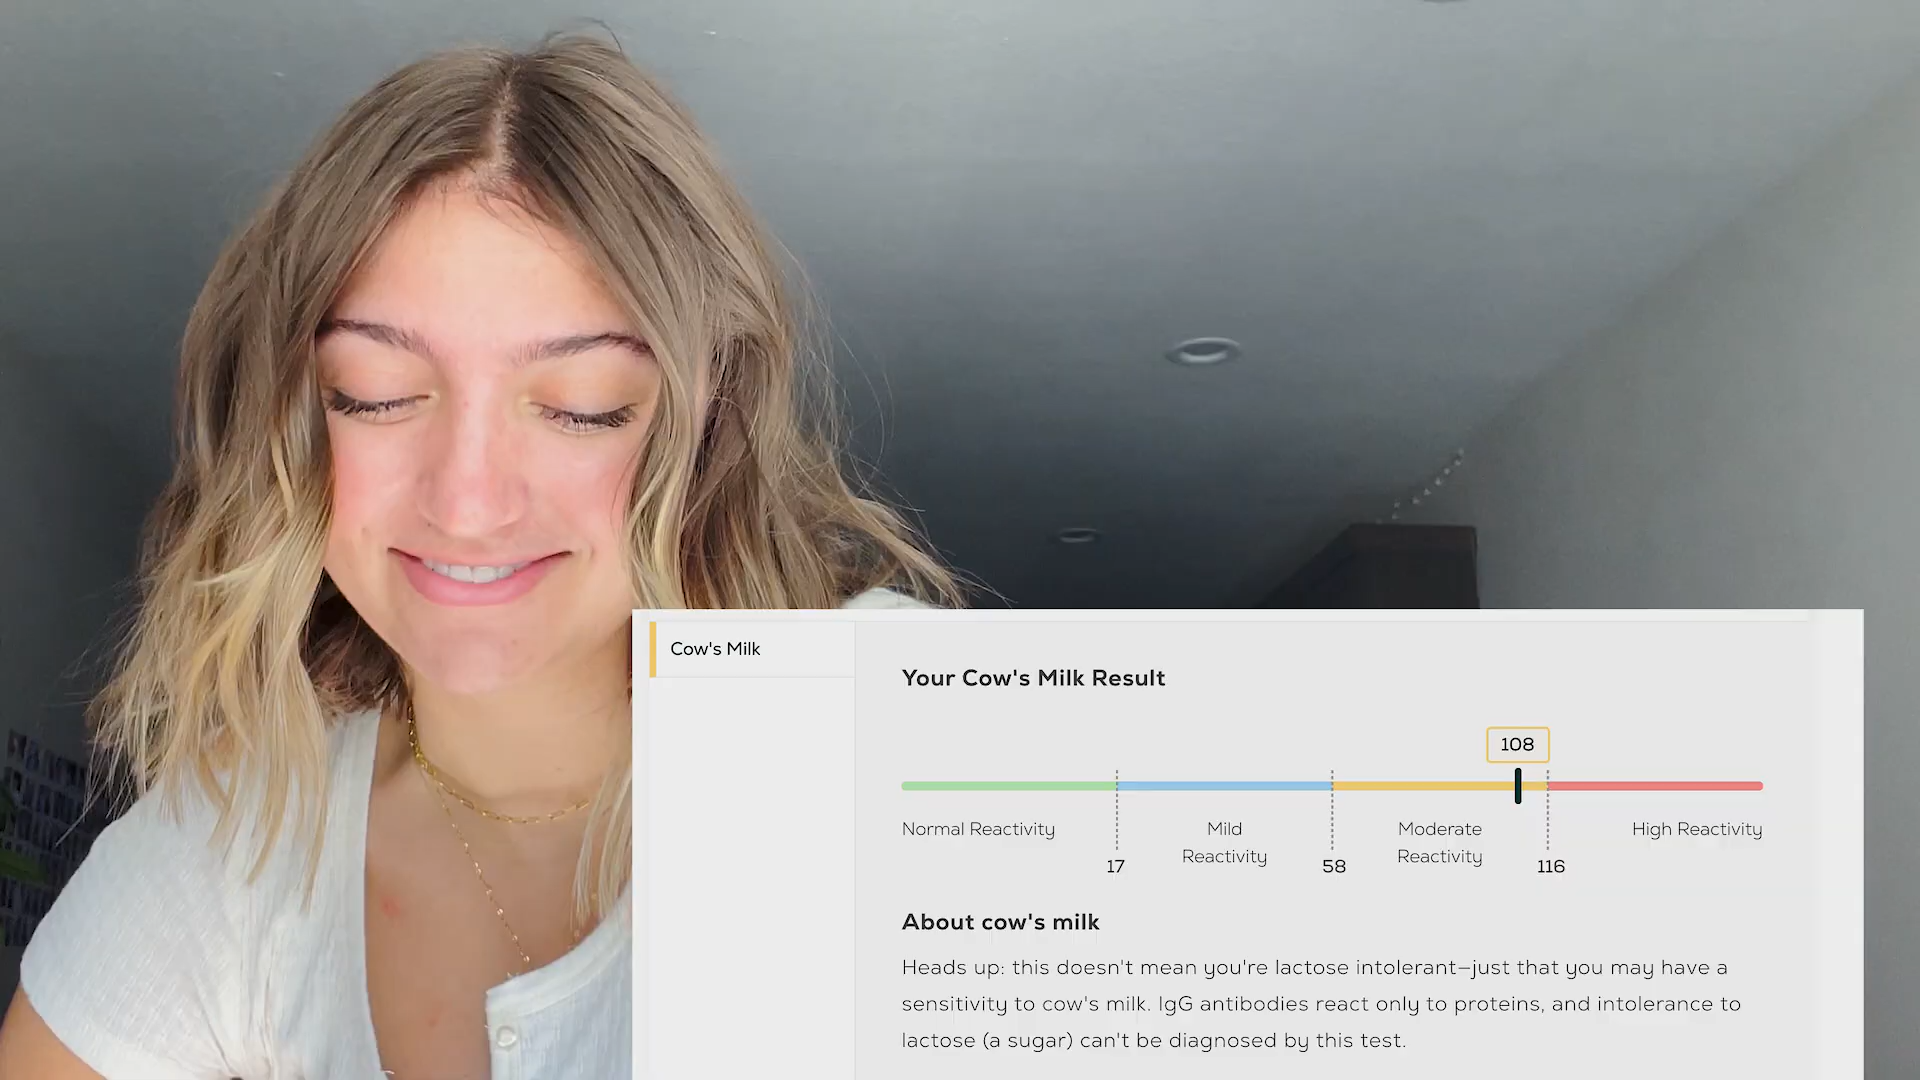 Cow's Milk
Your Cow's Milk Result
108
Normal Reactivity
Mild
Reactivity
Moderate
Reactivity
High Reactivity
17
58
116
About cow's milk
Heads up: this doesn't mean you're lactose intolerant—just that you may have a
sensitivity to cow's milk. IgG antibodies react only to proteins, and intolerance to
lactose (a sugar) can't be diagnosed by this test.